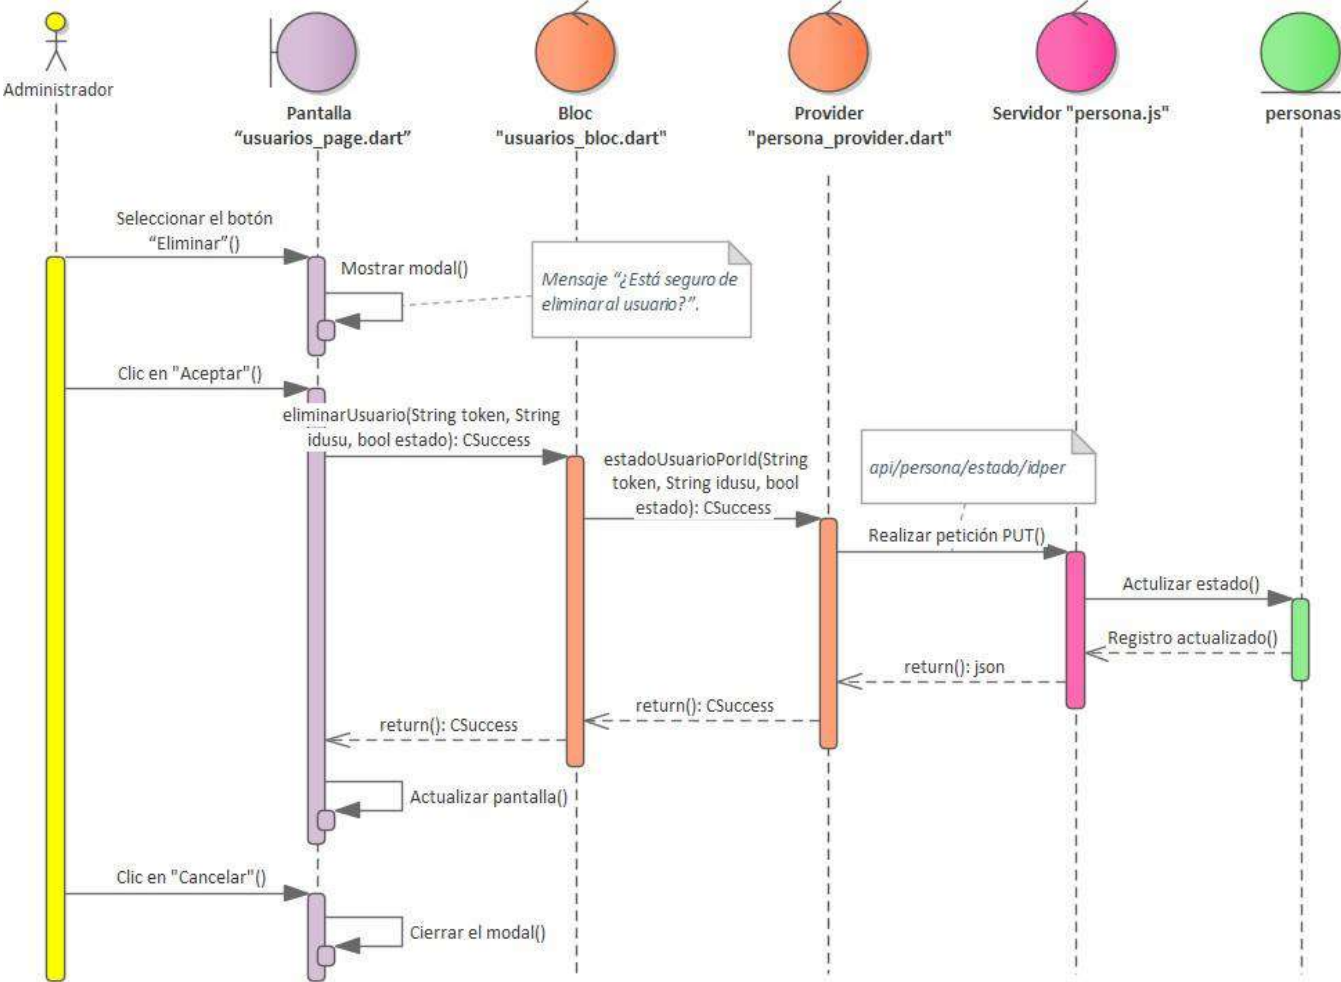 Administrador
Pantalla
“usuarios_page.dart”
Bloc
"usuarios_bloc.dart"
Provider
"persona_provider.dart"
Servidor "persona.js"
personas
Seleccionar el botón
“Eliminar”()
Mostrar modal()
Mensaje “¿Está seguro de
eliminar al usuario?”.
Clic en "Aceptar"()
eliminarUsuario(String token, String
idusu, bool estado): CSuccess
estadoUsuarioPorId(String
token, String idusu, bool
estado): CSuccess
api/persona/estado/idper
Realizar petición PUT()
Actulizar estado()
Registro actualizado()
return(): json
return(): CSuccess
return(): CSuccess
Actualizar pantalla()
Clic en "Cancelar"()
Cierrar el modal()